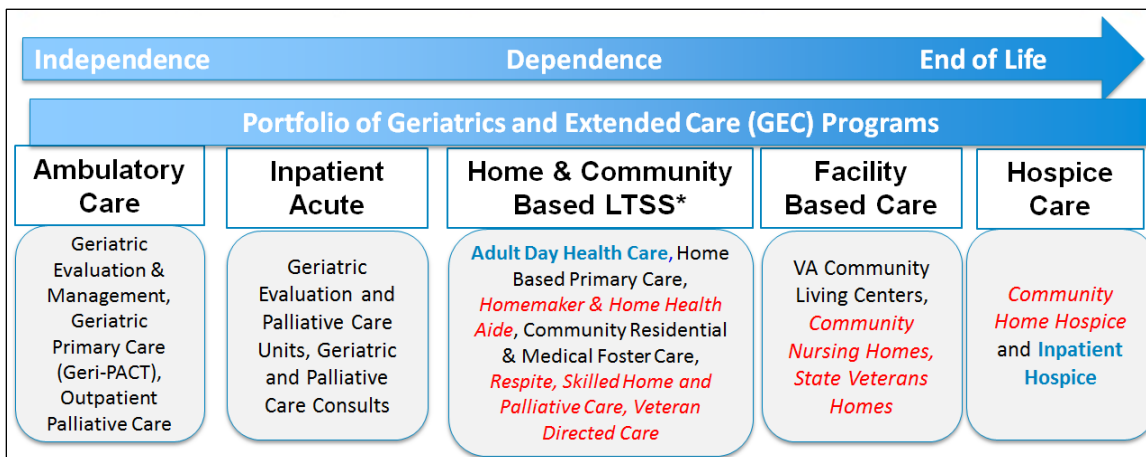 Independence Dependence End of Life
Portfolio of Geriatrics and Extended Care (GEC) Programs
Ambulatory
Care
Geriatric
Evaluation &
Management,
Geriatric
Primary Care
(Geri-PACT),
Outpatient
Palliative Care
Inpatient
Acute
Geriatric
Evaluation and
Palliative Care
Units, Geriatric
and Palliative
Care Consults
Home & Community
Based LTSS*
Adult Day Health Care, Home
Based Primary Care,
Homemaker & Home Health
Aide, Community Residential
& Medical Foster Care,
Respite, Skilled Home and
Palliative Care, Veteran
Directed Care
Facility
Based Care
VA Community
Living Centers,
Community
Nursing Homes,
State Veterans
Homes
Hospice
Care
Community
Home Hospice
and Inpatient
Hospice